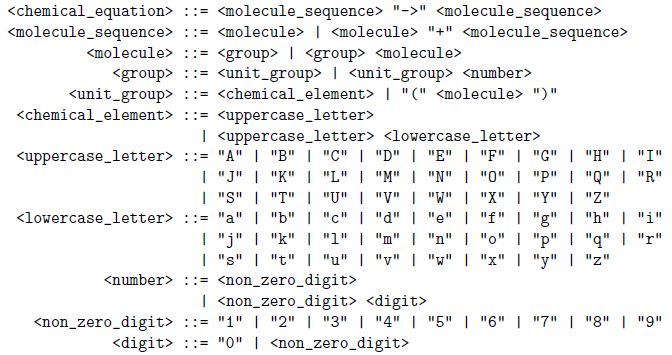 <chemical_equation> ::= <molecule_sequence> "->" <molecule_sequence>
<molecule_sequence> ::= <molecule> | <molecule> "+" <molecule_sequence>
<molecule> ::= <group> | <group> <molecule>
<group> ::= <unit_group> | <unit_group> <number>
<unit_group> ::= <chemical_element> | "(" <molecule> ")"
<chemical_element> ::= <uppercase_letter>
| <uppercase_letter> <lowercase_letter>
<uppercase_letter> ::= "A" | "B" | "C" | "D" | "E" | "F" | "G" | "H" | "I"
| "J" | "K" | "L" | "M" | "N" | "O" | "P" | "Q" | "R"
| "S" | "T" | "U" | "V" | "W" | "X" | "Y" | "Z"
<lowercase_letter> ::= "a" | "b" | "c" | "d" | "e" | "f" | "g" | "h" | "i"
| "j" | "k" | "l" | "m" | "n" | "o" | "p" | "q" | "r"
| "s" | "t" | "u" | "v" | "w" | "x" | "y" | "z"
<number> ::= <non_zero_digit>
| <non_zero_digit> <digit>
<non_zero_digit> ::= "1" | "2" | "3" | "4" | "5" | "6" | "7" | "8" | "9"
<digit> ::= "0" | <non_zero_digit>